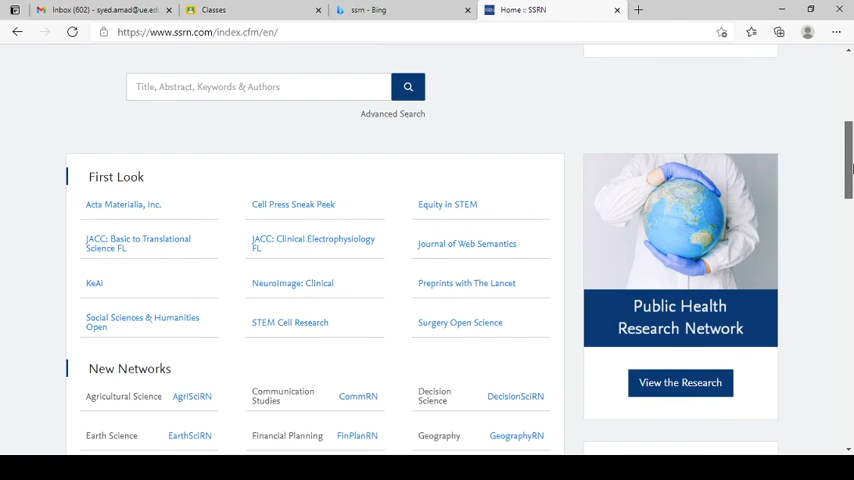 Inbox (602) - syed.amad@ue.ed
Classes
ssrn - Bing
Home :: SSRN
https://www.ssrn.com/index.cfm/en/
Title, Abstract, Keywords & Authors
Advanced Search
First Look
Acta Materialia, Inc.
Cell Press Sneak Peek
Equity in STEM
JACC: Basic to Translational
Science FL
JACC: Clinical Electrophysiology
FL
Journal of Web Semantics
KeAi
NeuroImage: Clinical
Preprints with The Lancet
Social Sciences & Humanities
Open
STEM Cell Research
Surgery Open Science
Public Health
Research Network
View the Research
New Networks
Agricultural Science AgriSciRN
Communication
Studies
CommRN
Decision
Science
DecisionSciRN
Earth Science EarthSciRN
Financial Planning FinPlanRN
Geography GeographyRN